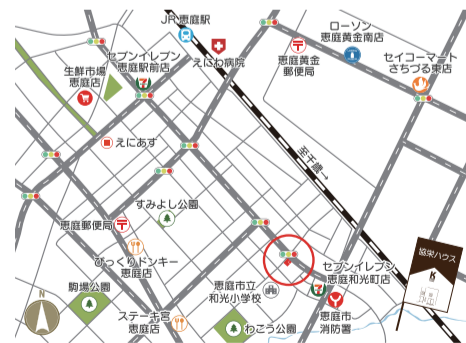 JR 恵庭駅
ローソン
恵庭黄金南店
セブンイレブン
恵庭駅前店
えにわ病院
恵庭黄金
郵便局
セイコーマート
さちづる東店
生鮮市場
恵庭店
えにあす
至千歳→
すみよし公園
恵庭郵便局
びっくりドンキー
恵庭店
協栄ハウス
K
駒場公園
恵庭市立
和光小学校
セブンイレブン
恵庭和光町店
N
ステーキ宮
恵庭店
わこう公園
恵庭市
消防署